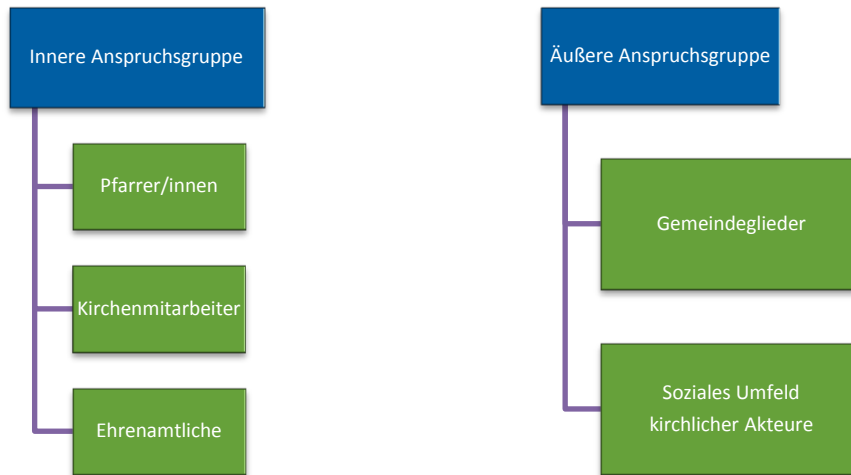 Innere Anspruchsgruppe
Pfarrer/innen
Kirchenmitarbeiter
Ehrenamtliche
Äußere Anspruchsgruppe
Gemeindeglieder
Soziales Umfeld
kirchlicher Akteure